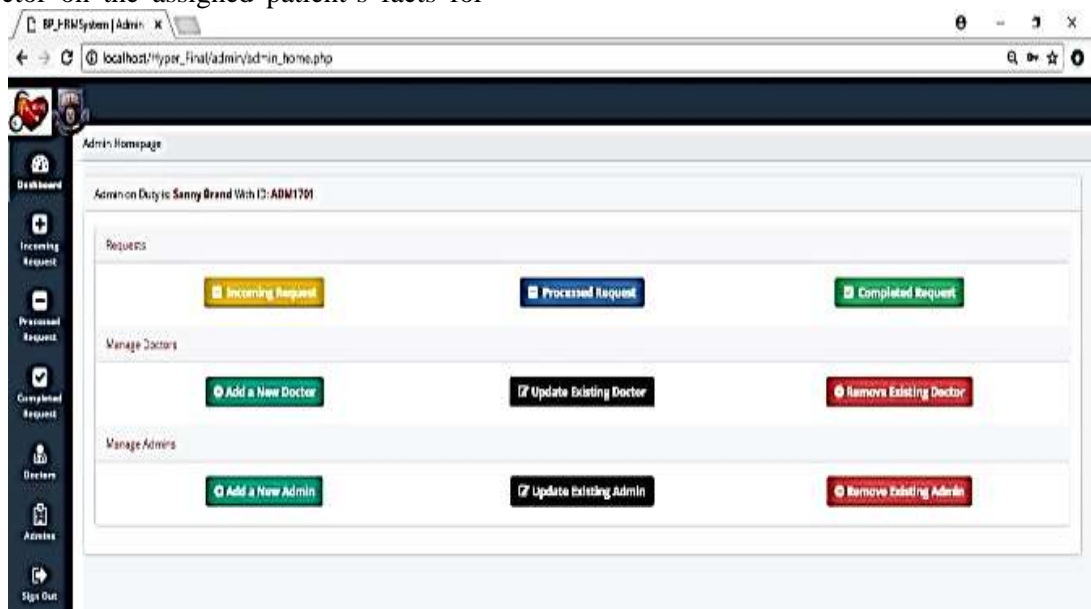 ctor on the assigned patient's facts for
BP_HRMSystem | Admin
localhost/Hyper_Final/admin/admin_home.php
Admin Homepage
Dashboard
Admin on Duty is: Sanny Brand With ID: ADM1701
Incoming
Request
Requests
Incoming Request Processed Request Completed Request
Processed
Request
Manage Doctors
Completed
Request
Add a New Doctor Update Existing Doctor Remove Existing Doctor
Manage Admins
Doctors
Add a New Admin Update Existing Admin Remove Existing Admin
Admins
Sign Out